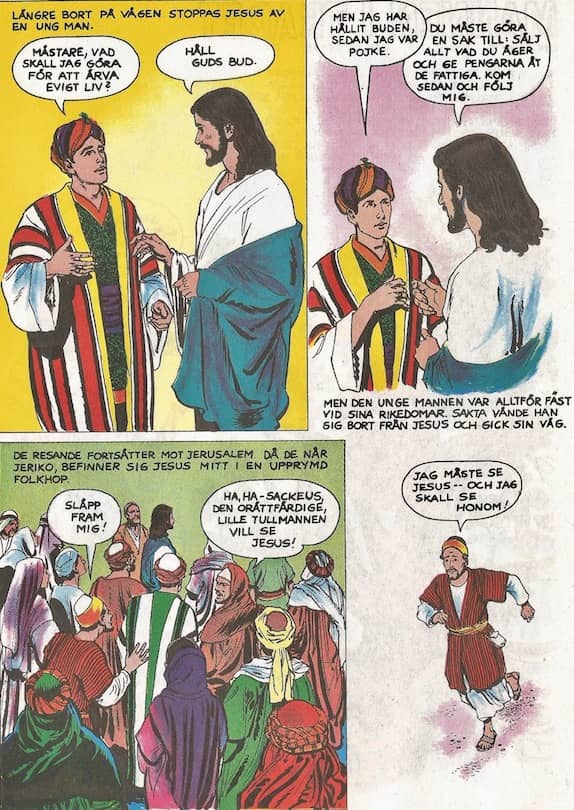 LÄNGRE BORT PÅ VÄGEN STOPPAS JESUS AV
EN UNG MAN.
MÄSTARE, VAD
SKALL JAG GÖRA
FÖR ATT ÄRVA
EVIGT LIV?
HÅLL
GUDS BUD.
MEN JAG HAR
HÅLLIT BUDEN,
SEDAN JAG VAR
POJKE.
DU MÅSTE GÖRA
EN SAK TILL: SÄLJ
ALLT VAD DU ÄGER
OCH GE PENGARNA ÅT
DE FATTIGA. KOM
SEDAN OCH FÖLJ
MIG.
MEN DEN UNGE MANNEN VAR ALLTFÖR FÄST
VID SINA RIKEDOMAR. SAKTA VÄNDE HAN
SIG BORT FRÅN JESUS OCH GICK SIN VÄG.
DE RESANDE FORTSÄTTER MOT JERUSALEM. DÅ DE NÅR
JERIKO, BEFINNER SIG JESUS MITT I EN UPPRYMD
FOLKHOP.
SLÄPP
FRAM
MIG!
HA, HA-SACKEUS,
DEN ORÄTTFÄRDIGE,
LILLE TULLMANNEN
VILL SE
JESUS!
JAG MÅSTE SE
JESUS -- OCH JAG
SKALL SE
HONOM!